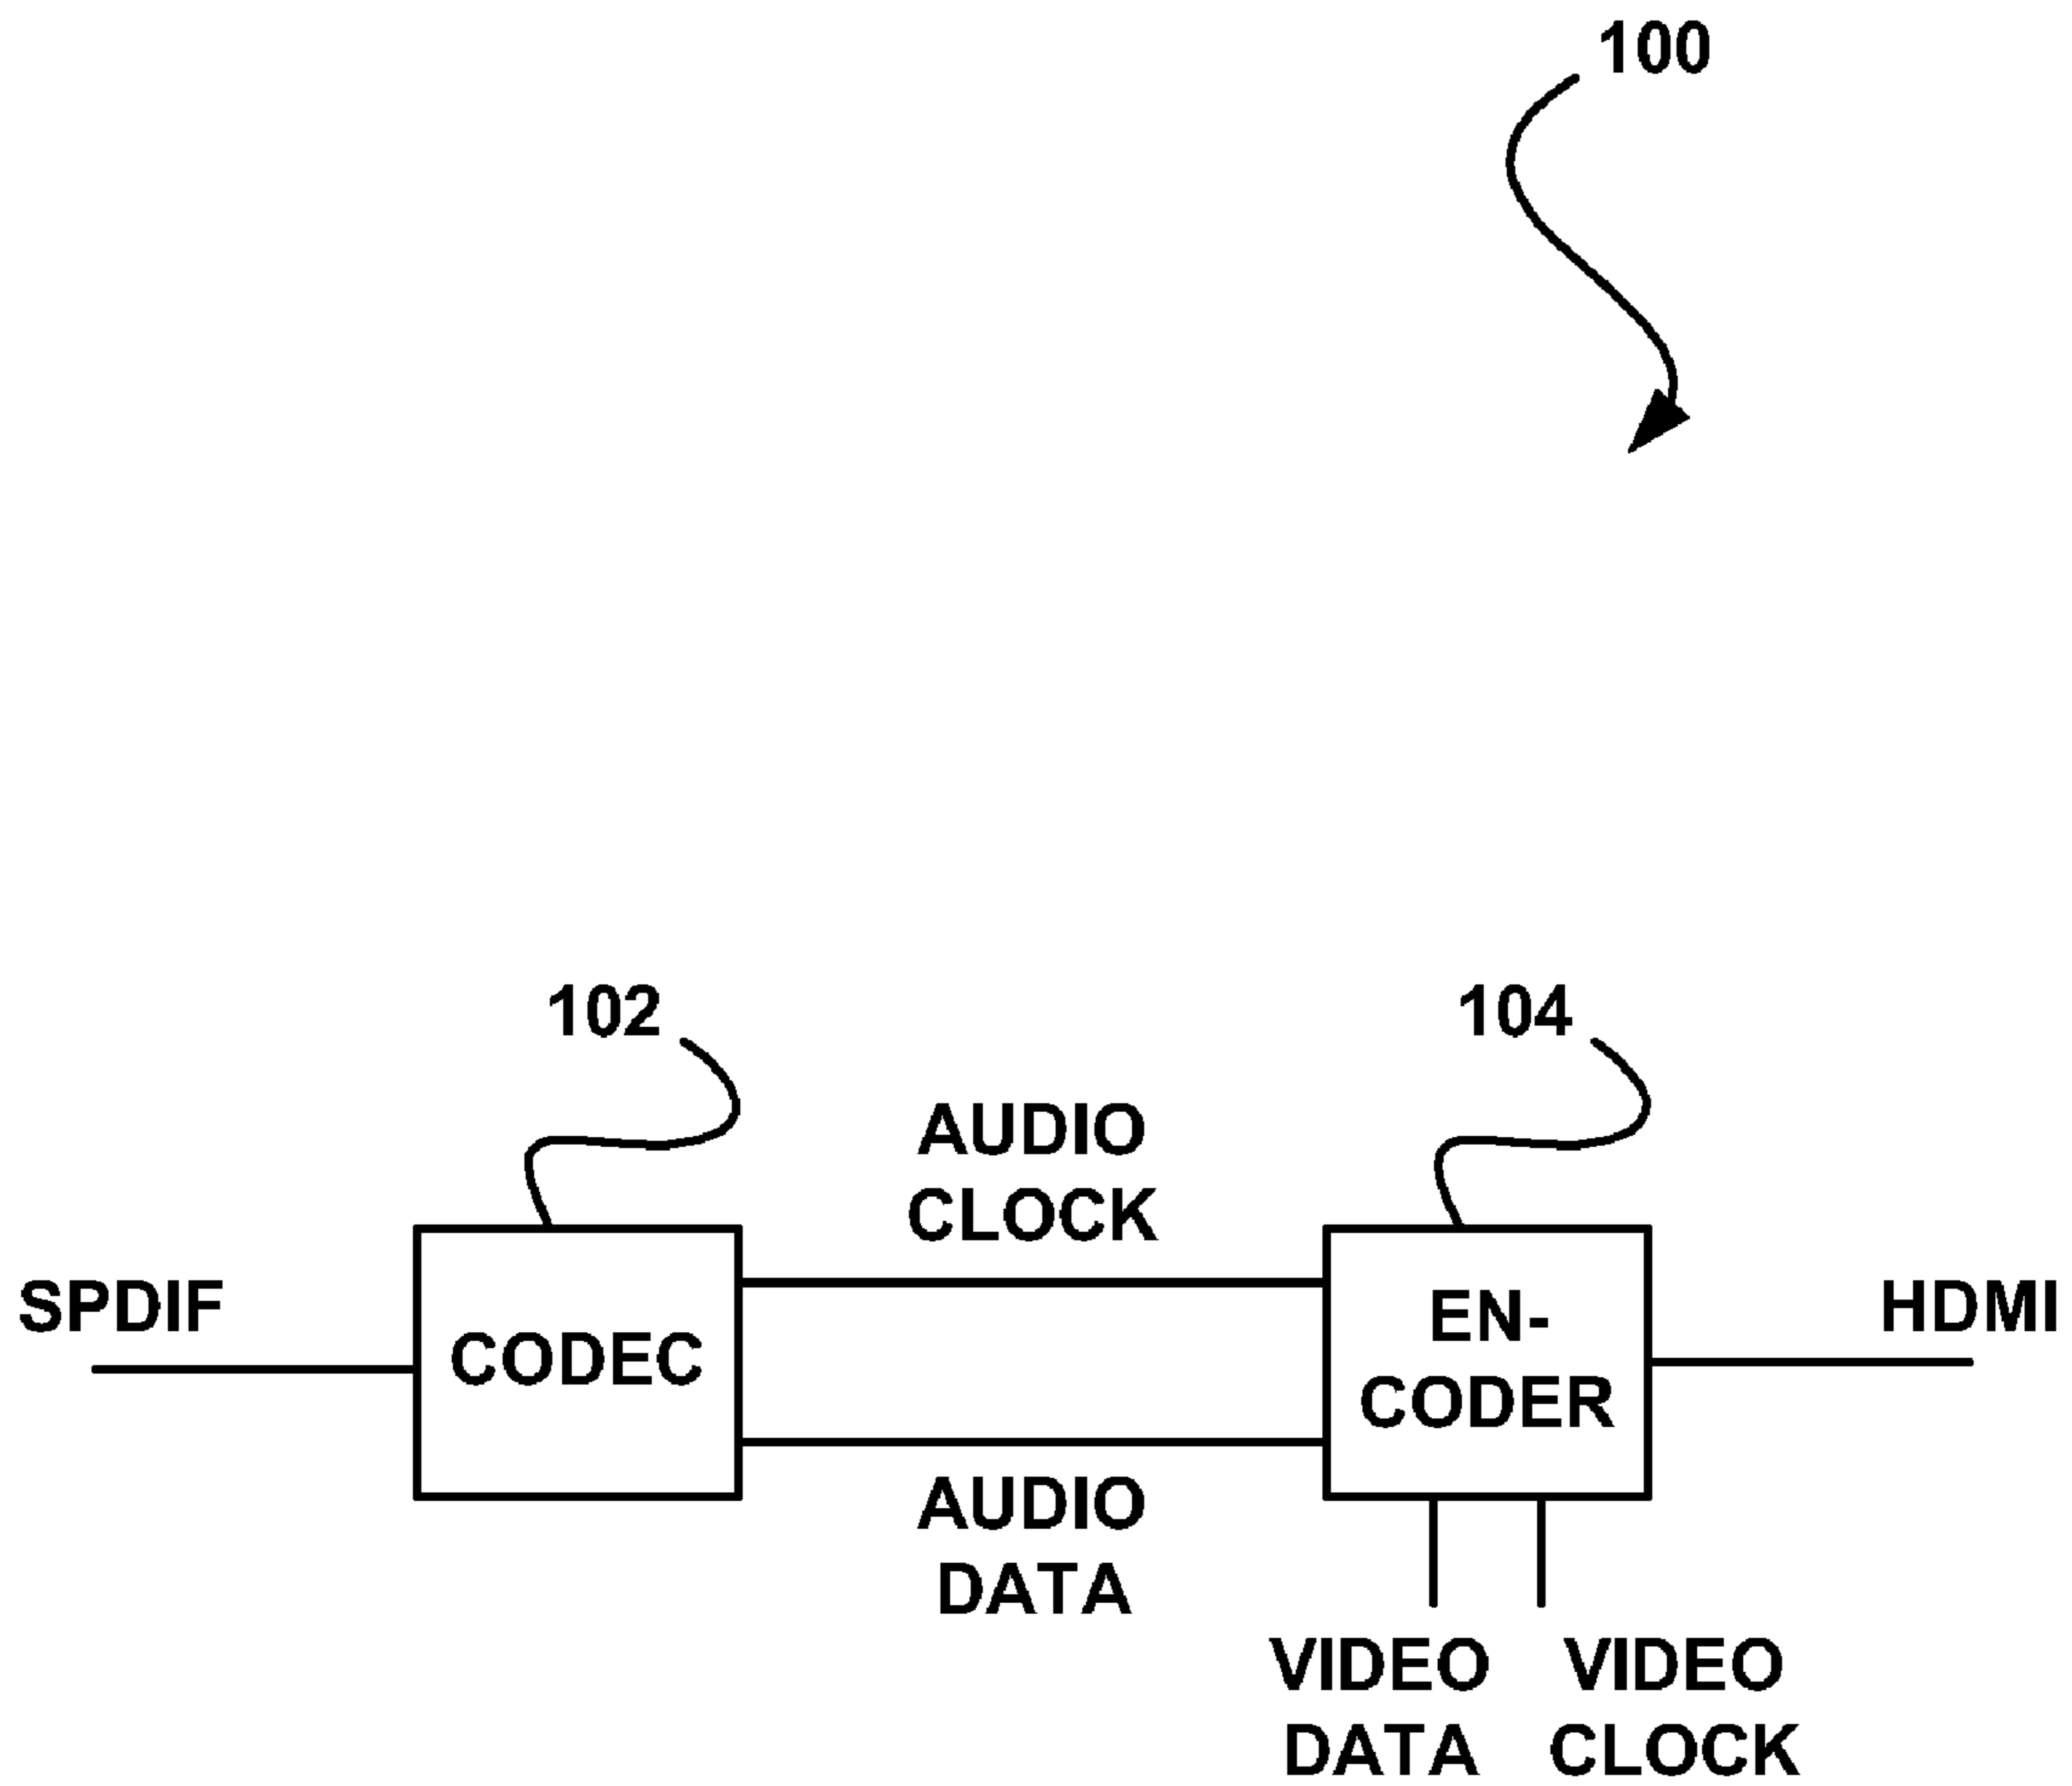 100
102
104
AUDIO
CLOCK
SPDIF
CODEC
EN-
CODER
HDMI
AUDIO
DATA
VIDEO
DATA
VIDEO
CLOCK